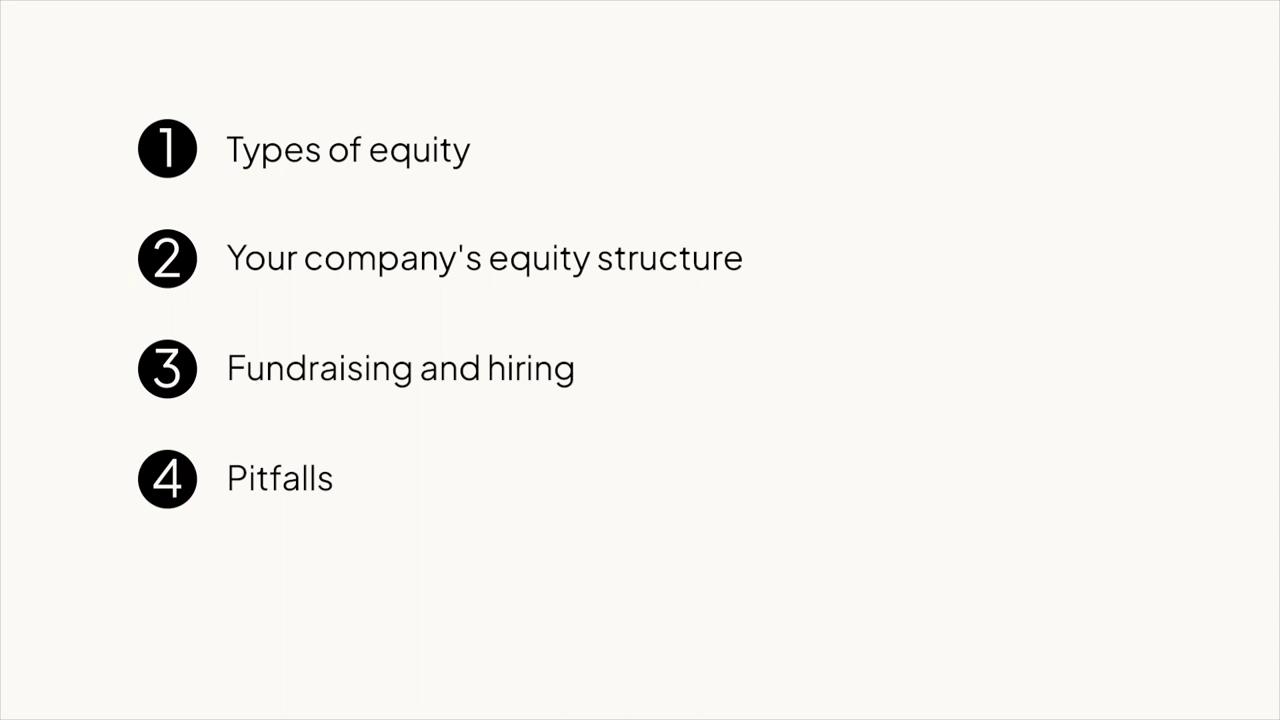 1 Types of equity
2 Your company's equity structure
3 Fundraising and hiring
4 Pitfalls